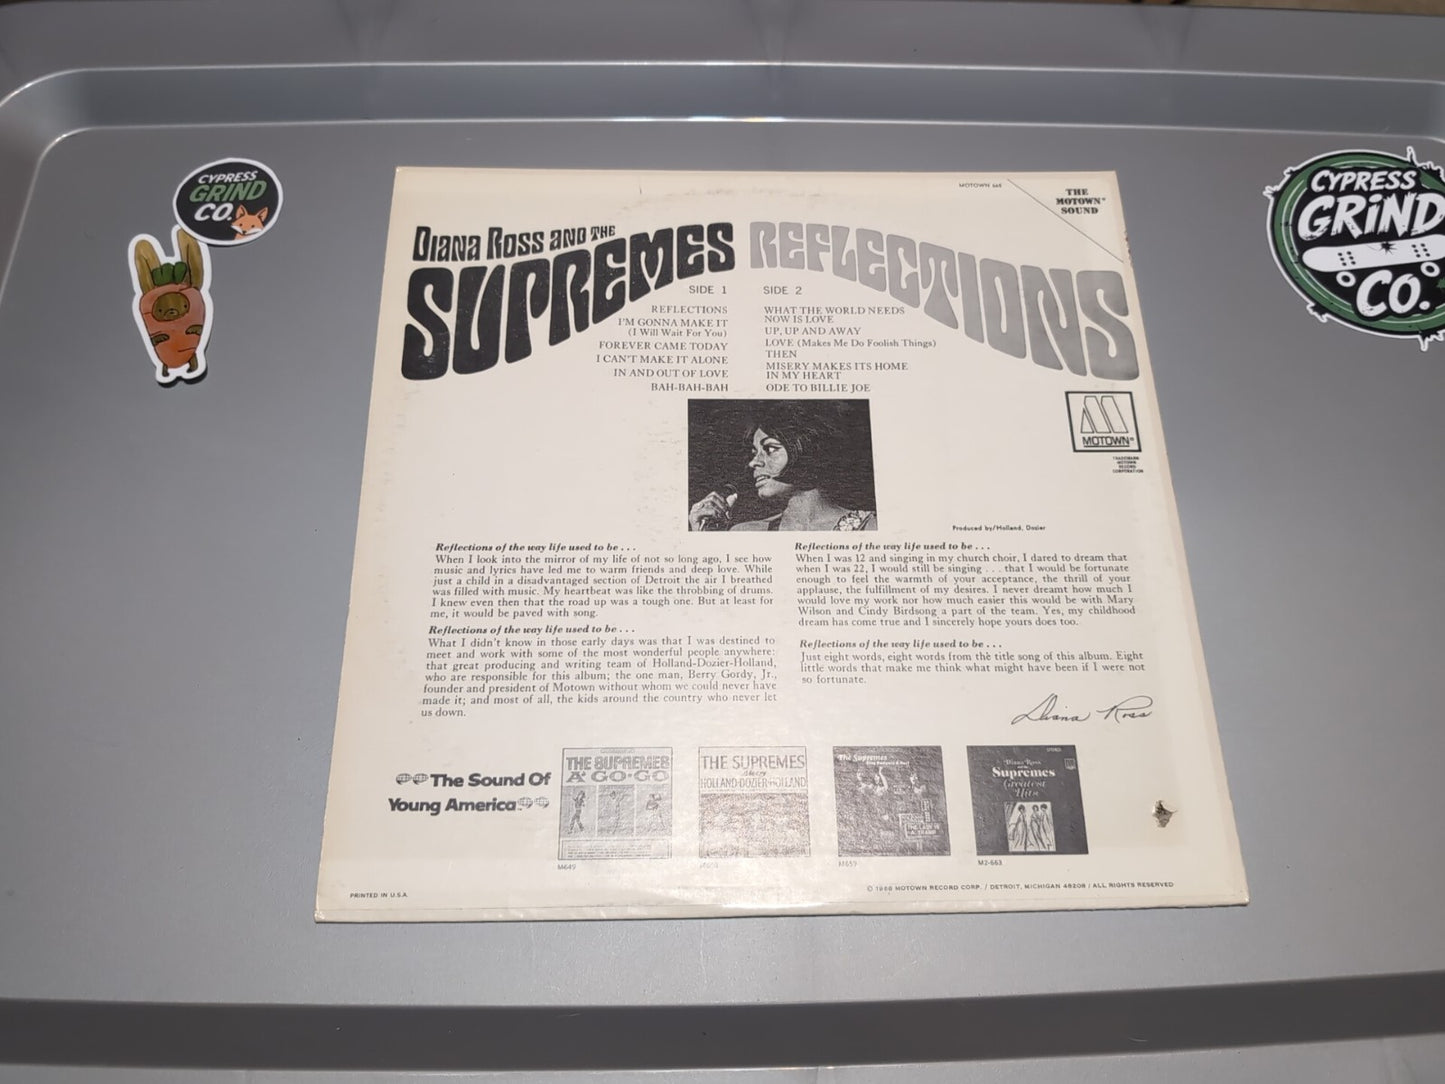 CYPRESS
GRIND
CO.
CYPRESS
GRIND
CO.
MOTOWN 665
THE
MOTOWN
SOUND
DIANA ROSS AND THE
SUPREMES
REFLECTIONS
SIDE 1
REFLECTIONS
I'M GONNA MAKE IT
(I Will Wait For You)
FOREVER CAME TODAY
I CAN'T MAKE IT ALONE
IN AND OUT OF LOVE
BAH-BAH-BAH
SIDE 2
WHAT THE WORLD NEEDS
NOW IS LOVE
UP, UP AND AWAY
LOVE (Makes Me Do Foolish Things)
THEN
MISERY MAKES ITS HOME
IN MY HEART
ODE TO BILLIE JOE
MOTOWN
TRADEMARK
MOTOWN
RECORD
CORPORATION
Produced by/Holland, Dozier
Reflections of the way life used to be . . .
When I look into the mirror of my life of not so long ago, I see how
music and lyrics have led me to warm friends and deep love. While
just a child in a disadvantaged section of Detroit the air I breathed
was filled with music. My heartbeat was like the throbbing of drums.
I knew even then that the road up was a tough one. But at least for
me, it would be paved with song.
Reflections of the way life used to be . . .
What I didn't know in those early days was that I was destined to
meet and work with some of the most wonderful people anywhere:
that great producing and writing team of Holland-Dozier-Holland,
who are responsible for this album; the one man, Berry Gordy, Jr.,
founder and president of Motown without whom we could never have
made it; and most of all, the kids around the country who never let
us down.
Reflections of the way life used to be . . .
When I was 12 and singing in my church choir, I dared to dream that
when I was 22, I would still be singing . . . that I would be fortunate
enough to feel the warmth of your acceptance, the thrill of your
applause, the fulfillment of my desires. I never dreamt how much I
would love my work nor how much easier this would be with Mary
Wilson and Cindy Birdsong a part of the team. Yes, my childhood
dream has come true and I sincerely hope yours does too.
Reflections of the way life used to be . . .
Just eight words, eight words from the title song of this album. Eight
little words that make me think what might have been if I were not
so fortunate.
Diana Ross
The Sound Of
Young America
THE SUPREMES
A' GO-GO
M649
THE SUPREMES
HOLLAND-DOZIER-HOLLAND
The Supremes
M659
STEREO
Diana Ross
and the
Supremes
Greatest
Hits
M2-663
PRINTED IN U.S.A.
© 1968 MOTOWN RECORD CORP. / DETROIT, MICHIGAN 48208 / ALL RIGHTS RESERVED